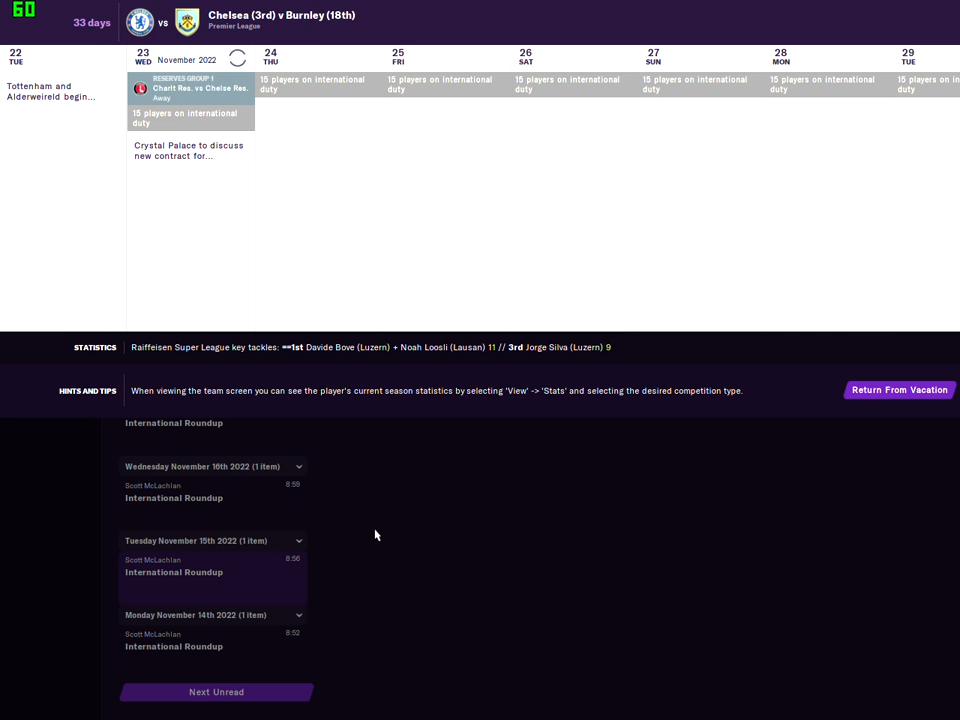 60
33 days
vs
Chelsea (3rd) v Burnley (18th)
Premier League
22
TUE
23
WED
November 2022
24
THU
25
FRI
26
SAT
27
SUN
28
MON
29
TUE
Tottenham and
Alderweireld begin...
RESERVES GROUP 1
Charlt Res. vs Chelse Res.
Away
15 players on international
duty
Crystal Palace to discuss
new contract for...
15 players on international
duty
15 players on international
duty
15 players on international
duty
15 players on international
duty
15 players on international
duty
15 players on in
duty
STATISTICS
Raiffeisen Super League key tackles: ==1st Davide Bove (Luzern) + Noah Loosli (Lausan) 11 // 3rd Jorge Silva (Luzern) 9
HINTS AND TIPS
When viewing the team screen you can see the player's current season statistics by selecting 'View' -> 'Stats' and selecting the desired competition type.
Return From Vacation
International Roundup
Wednesday November 16th 2022 (1 item)
Scott McLachlan
8:59
International Roundup
Tuesday November 15th 2022 (1 item)
Scott McLachlan
8:56
International Roundup
Monday November 14th 2022 (1 item)
Scott McLachlan
8:52
International Roundup
Next Unread